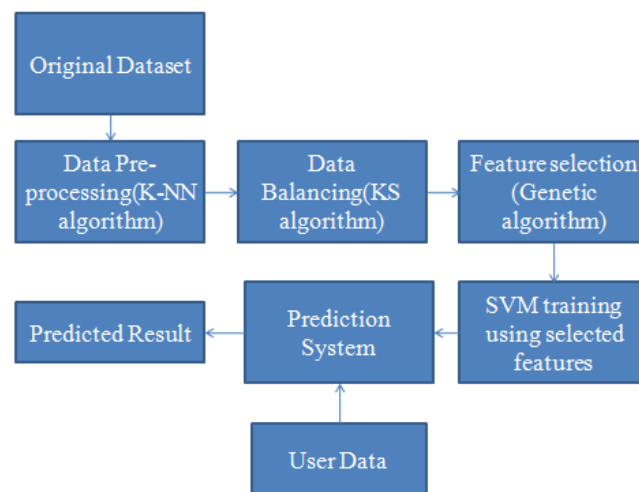 Original Dataset
Data Pre-
processing(K-NN
algorithm)
Data
Balancing(KS
algorithm)
Feature selection
(Genetic
algorithm)
SVM training
using selected
features
Prediction
System
Predicted Result
User Data